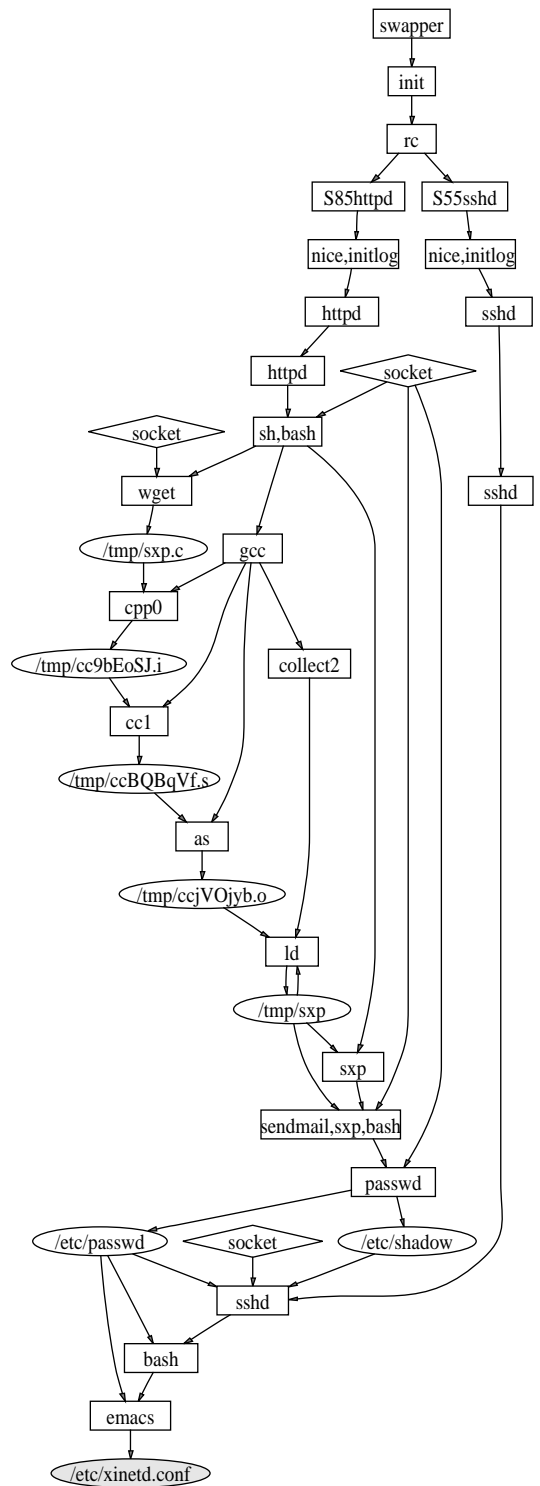 swapper
init
rc
S85httpd
S55sshd
nice,initlog
nice,initlog
httpd
sshd
httpd
socket
socket
sh,bash
wget
sshd
/tmp/sxp.c
gcc
cpp0
/tmp/cc9bEoSJ.i
collect2
cc1
/tmp/ccBQBqVf.s
as
/tmp/ccjVOjyb.o
ld
/tmp/sxp
sxp
sendmail,sxp,bash
passwd
/etc/passwd
socket
/etc/shadow
sshd
bash
emacs
/etc/xinetd.conf